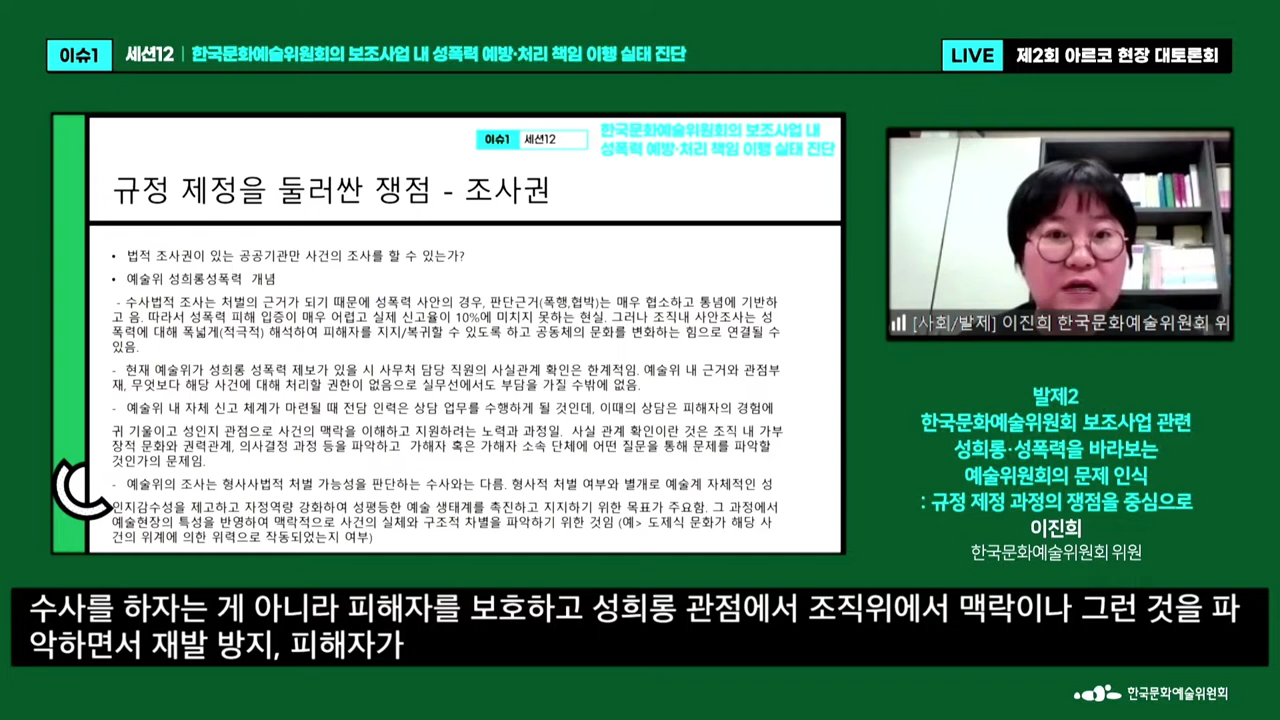 이슈1
세션12 | 한국문화예술위원회의 보조사업 내 성폭력 예방·처리 책임 이행 실태 진단
LIVE
제2회 아르코 현장 대토론회
이슈1
세션12
한국문화예술위원회의 보조사업 내
성폭력 예방·처리 책임 이행 실태 진단
규정 제정을 둘러싼 쟁점 - 조사권
• 법적 조사권이 있는 공공기관만 사건의 조사를 할 수 있는가?
• 예술위 성희롱성폭력 개념
- 수사법적 조사는 처벌의 근거가 되기 때문에 성폭력 사안의 경우, 판단근거(폭행,협박)는 매우 협소하고 통념에 기반하
고 음. 따라서 성폭력 피해 입증이 매우 어렵고 실제 신고율이 10%에 미치지 못하는 현실. 그러나 조직내 사안조사는 성
폭력에 대해 폭넓게(적극적) 해석하여 피해자를 지지/복귀할 수 있도록 하고 공동체의 문화를 변화하는 힘으로 연결될 수
있음.
- 현재 예술위가 성희롱 성폭력 제보가 있을 시 사무처 담당 직원의 사실관계 확인은 한계적임. 예술위 내 근거와 관점부
재, 무엇보다 해당 사건에 대해 처리할 권한이 없음으로 실무선에서도 부담을 가질 수밖에 없음.
- 예술위 내 자체 신고 체계가 마련될 때 전담 인력은 상담 업무를 수행하게 될 것인데, 이때의 상담은 피해자의 경험에
귀 기울이고 성인지 관점으로 사건의 맥락을 이해하고 지원하려는 노력과 과정일. 사실 관계 확인이란 것은 조직 내 가부
장적 문화와 권력관계, 의사결정 과정 등을 파악하고 가해자 혹은 가해자 소속 단체에 어떤 질문을 통해 문제를 파악할
것인가의 문제임.
- 예술위의 조사는 형사사법적 처벌 가능성을 판단하는 수사와는 다름. 형사적 처벌 여부와 별개로 예술계 자체적인 성
인지감수성을 제고하고 자정역량 강화하여 성평등한 예술 생태계를 촉진하고 지지하기 위한 목표가 주요함. 그 과정에서
예술현장의 특성을 반영하여 맥락적으로 사건의 실체와 구조적 차별을 파악하기 위한 것임 (예> 도제식 문화가 해당 사
건의 위계에 의한 위력으로 작동되었는지 여부)
[사회/발제] 이진희 한국문화예술위원회 위
발제2
한국문화예술위원회 보조사업 관련
성희롱·성폭력을 바라보는
예술위원회의 문제 인식
: 규정 제정 과정의 쟁점을 중심으로
이진희
한국문화예술위원회 위원
수사를 하자는 게 아니라 피해자를 보호하고 성희롱 관점에서 조직위에서 맥락이나 그런 것을 파
악하면서 재발 방지, 피해자가
한국문화예술위원회